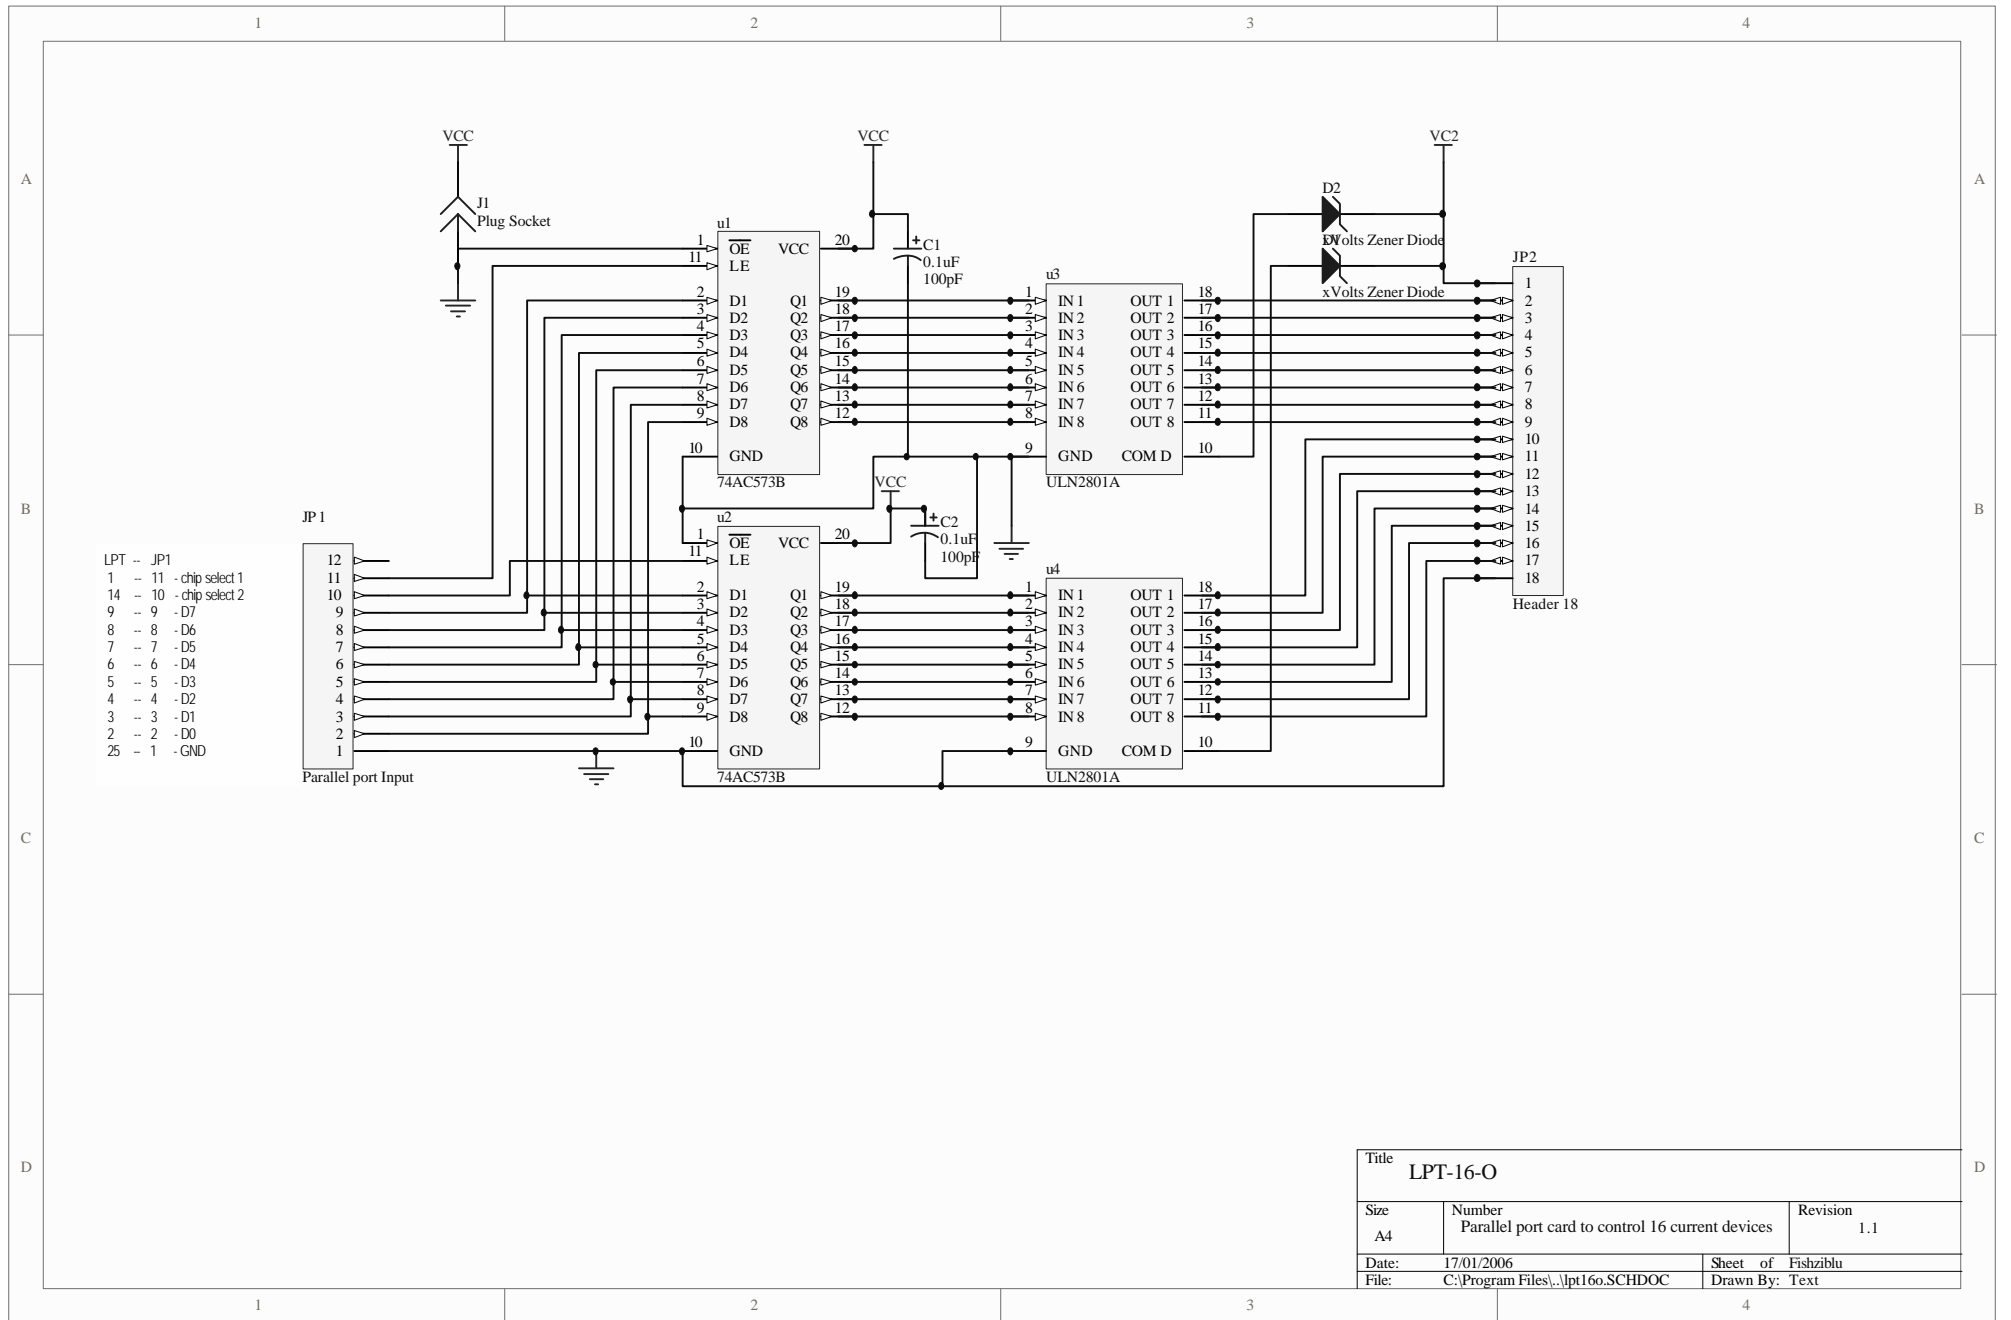 1 2 3 4
A A
B B
C C
D D
1 2 3 4
VCC
J1
Plug Socket
VCC
VC2
u1
1 OE VCC 20
11 LE
2 D1 Q1 19
3 D2 Q2 18
4 D3 Q3 17
5 D4 Q4 16
6 D5 Q5 15
7 D6 Q6 14
8 D7 Q7 13
9 D8 Q8 12
10 GND
74AC573B
+
C1
0.1uF
100pF
u3
1 IN 1 OUT 1 18
2 IN 2 OUT 2 17
3 IN 3 OUT 3 16
4 IN 4 OUT 4 15
5 IN 5 OUT 5 14
6 IN 6 OUT 6 13
7 IN 7 OUT 7 12
8 IN 8 OUT 8 11
9 GND COM D 10
ULN2801A
D2
xVolts Zener Diode
xVolts Zener Diode
JP2
1
2
3
4
5
6
7
8
9
10
11
12
13
14
15
16
17
18
Header 18
VCC
+
C2
0.1uF
100pF
u2
1 OE VCC 20
11 LE
2 D1 Q1 19
3 D2 Q2 18
4 D3 Q3 17
5 D4 Q4 16
6 D5 Q5 15
7 D6 Q6 14
8 D7 Q7 13
9 D8 Q8 12
10 GND
74AC573B
u4
1 IN 1 OUT 1 18
2 IN 2 OUT 2 17
3 IN 3 OUT 3 16
4 IN 4 OUT 4 15
5 IN 5 OUT 5 14
6 IN 6 OUT 6 13
7 IN 7 OUT 7 12
8 IN 8 OUT 8 11
9 GND COM D 10
ULN2801A
JP1
12
11
10
9
8
7
6
5
4
3
2
1
Parallel port Input
LPT -- JP1
1 -- 11 - chip select 1
14 -- 10 - chip select 2
9 -- 9 - D7
8 -- 8 - D6
7 -- 7 - D5
6 -- 6 - D4
5 -- 5 - D3
4 -- 4 - D2
3 -- 3 - D1
2 -- 2 - D0
25 -- 1 - GND
Title
LPT-16-O
Size
A4
Number
Parallel port card to control 16 current devices
Revision
1.1
Date: 17/01/2006 Sheet of Fishziblu
File: C:\Program Files\..\lpt16o.SCHDOC Drawn By: Text